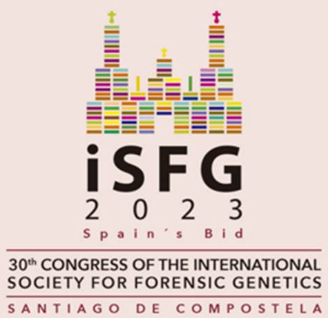 iSFG
2023
Spain´s Bid
30th CONGRESS OF THE INTERNATIONAL
SOCIETY FOR FORENSIC GENETICS
SANTIAGO DE COMPOSTELA